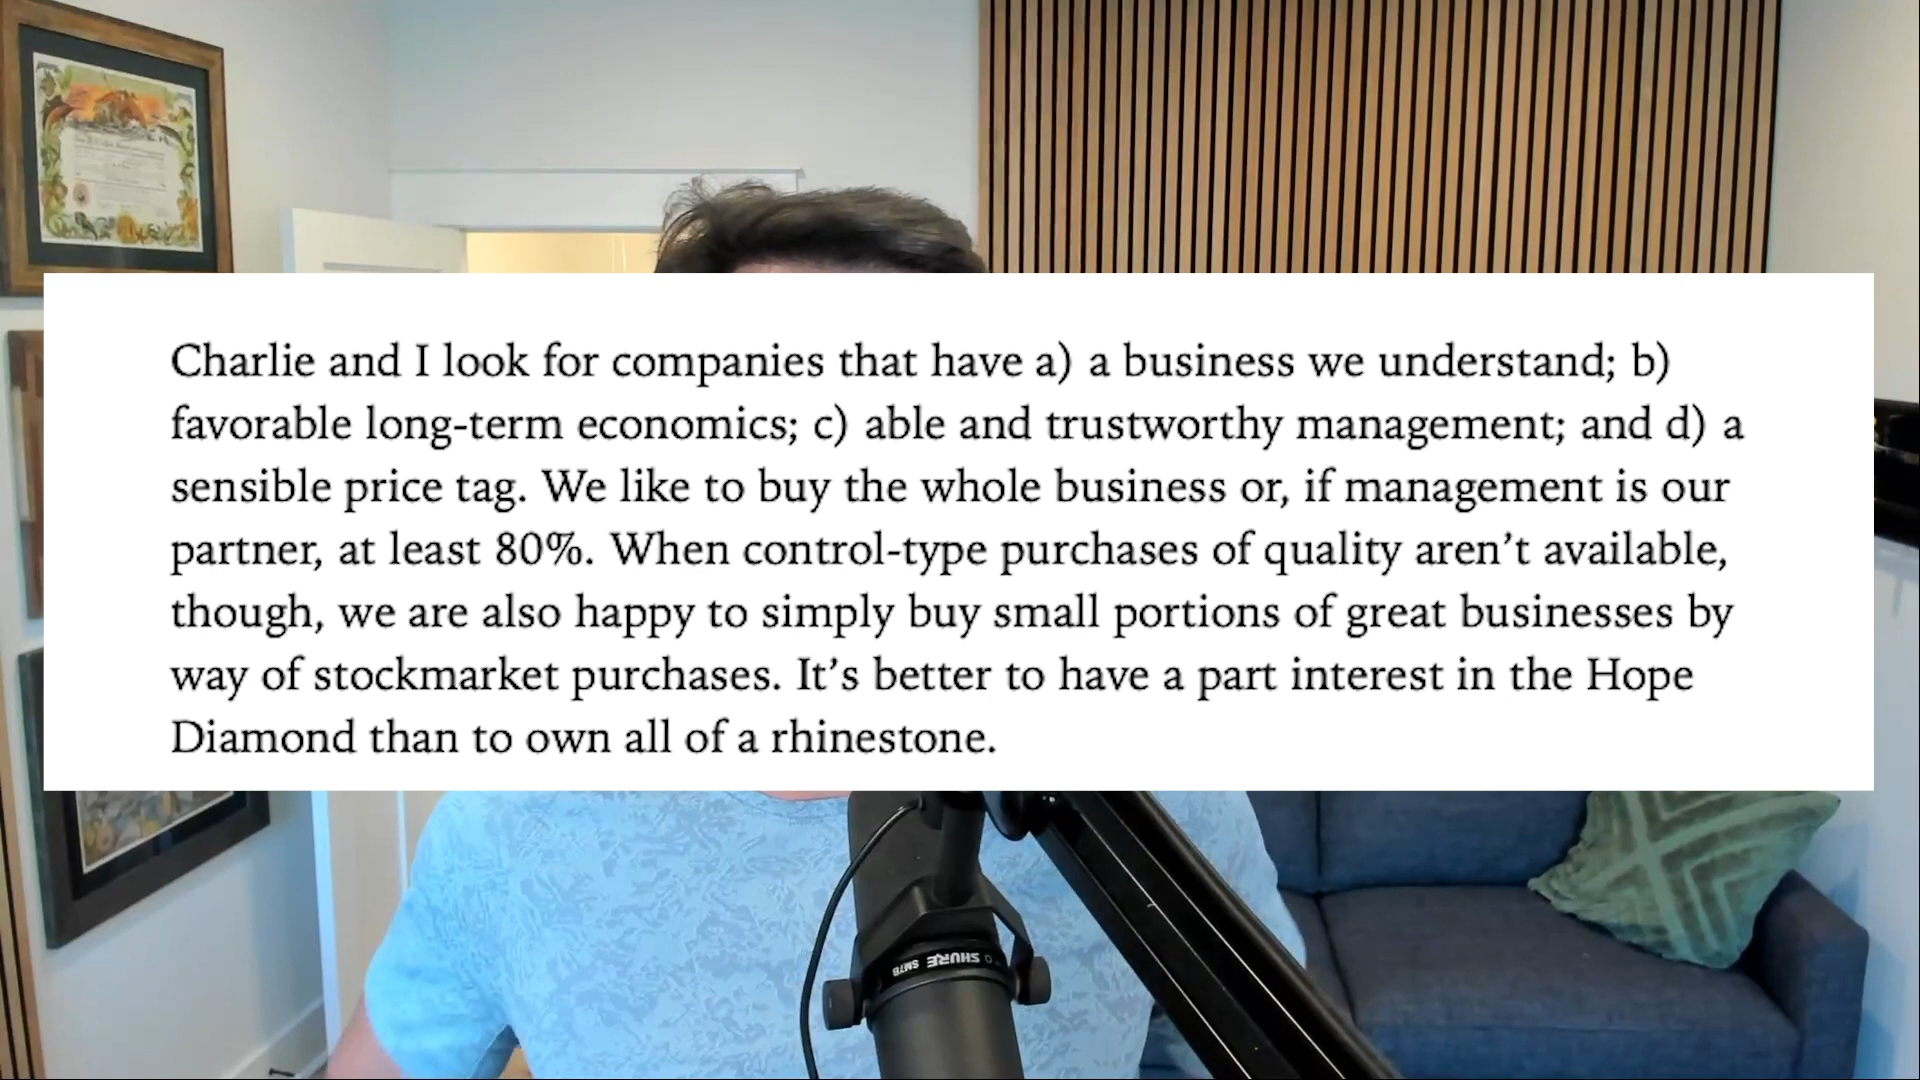 Charlie and I look for companies that have a) a business we understand; b)
favorable long-term economics; c) able and trustworthy management; and d) a
sensible price tag. We like to buy the whole business or, if management is our
partner, at least 80%. When control-type purchases of quality aren’t available,
though, we are also happy to simply buy small portions of great businesses by
way of stockmarket purchases. It’s better to have a part interest in the Hope
Diamond than to own all of a rhinestone.
SHURE SM7B